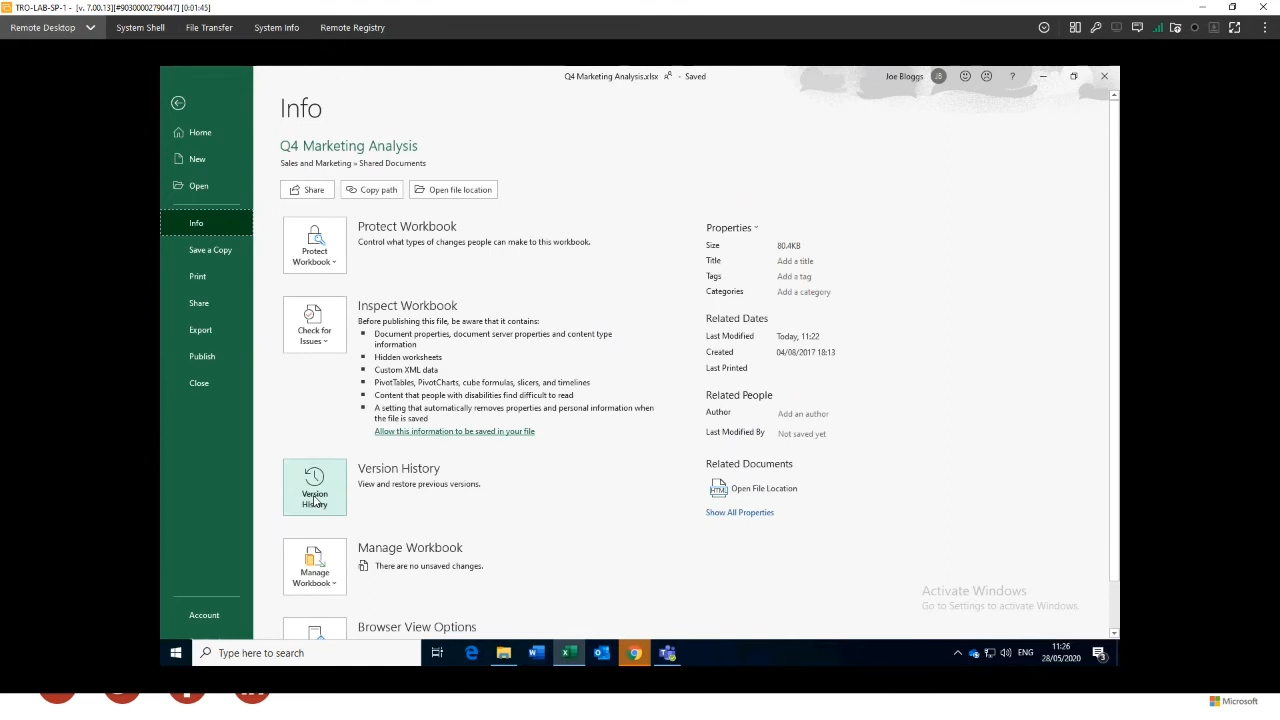 TRO-LAB-SP-1 - [v. 7.00.13][#90300002790447] [0:01:45]
Remote Desktop System Shell File Transfer System Info Remote Registry
Q4 Marketing Analysis.xlsx - Saved Joe Bloggs JB ?
Info
Home
New
Open
Info
Save a Copy
Print
Share
Export
Publish
Close
Account
Q4 Marketing Analysis
Sales and Marketing » Shared Documents
Share Copy path Open file location
Protect Workbook
Protect Workbook
Control what types of changes people can make to this workbook.
Check for Issues
Inspect Workbook
Before publishing this file, be aware that it contains:
Document properties, document server properties and content type
information
Hidden worksheets
Custom XML data
PivotTables, PivotCharts, cube formulas, slicers, and timelines
Content that people with disabilities find difficult to read
A setting that automatically removes properties and personal information when
the file is saved
Allow this information to be saved in your file
Version History
Version History
View and restore previous versions.
Manage Workbook
Manage Workbook
There are no unsaved changes.
Browser View Options
Properties
Size 80.4KB
Title Add a title
Tags Add a tag
Categories Add a category
Related Dates
Last Modified Today, 11:22
Created 04/08/2017 18:13
Last Printed
Related People
Author Add an author
Last Modified By Not saved yet
Related Documents
HTML Open File Location
Show All Properties
Activate Windows
Go to Settings to activate Windows.
Type here to search
ENG
11:26
28/05/2020
3
Microsoft